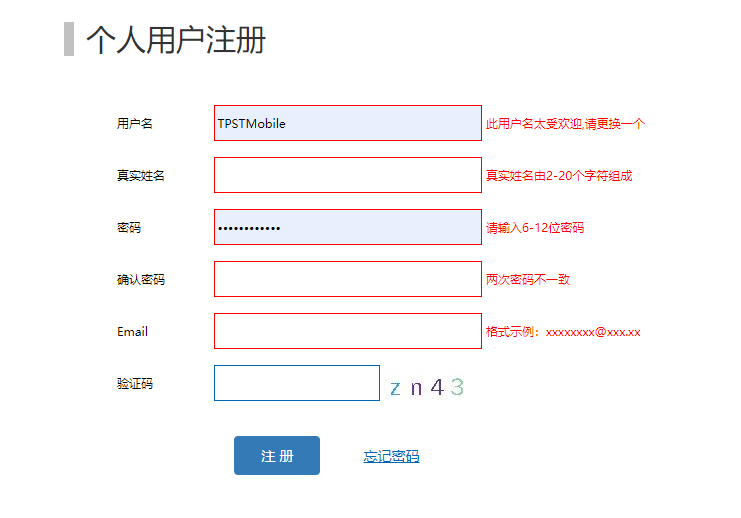 个人用户注册
用户名 TPSTMobile 此用户名太受欢迎,请更换一个
真实姓名 真实姓名由2-20个字符组成
密码 •••••••••••• 请输入6-12位密码
确认密码 两次密码不一致
Email 格式示例：xxxxxxxx@xxx.xx
验证码 zn43
注 册 忘记密码